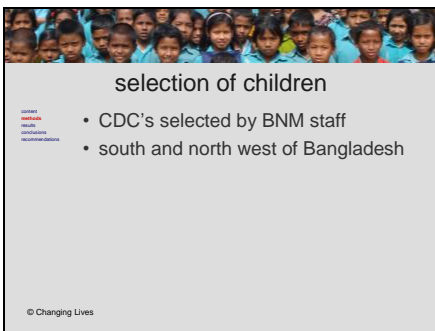 selection of children
content
methods
results
conclusions
recommendations
• CDC's selected by BNM staff
• south and north west of Bangladesh
© Changing Lives